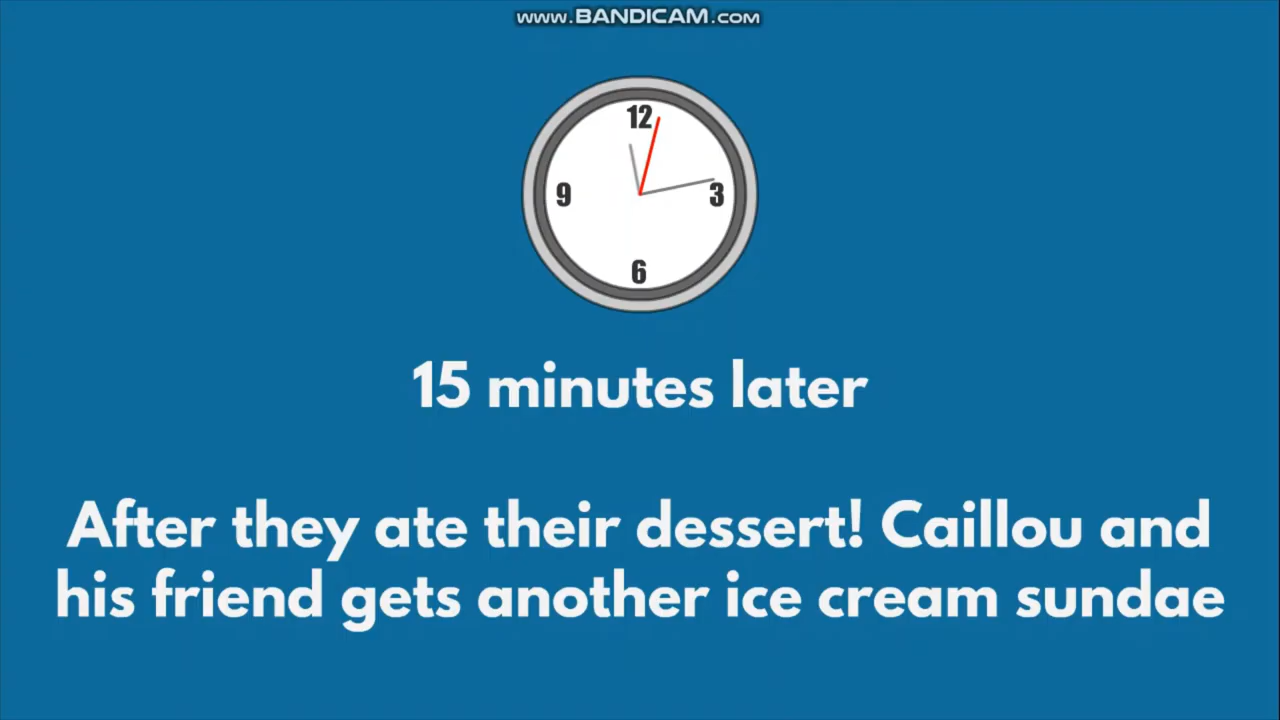 www.BANDICAM.com
12
9
3
6
15 minutes later
After they ate their dessert! Caillou and
his friend gets another ice cream sundae